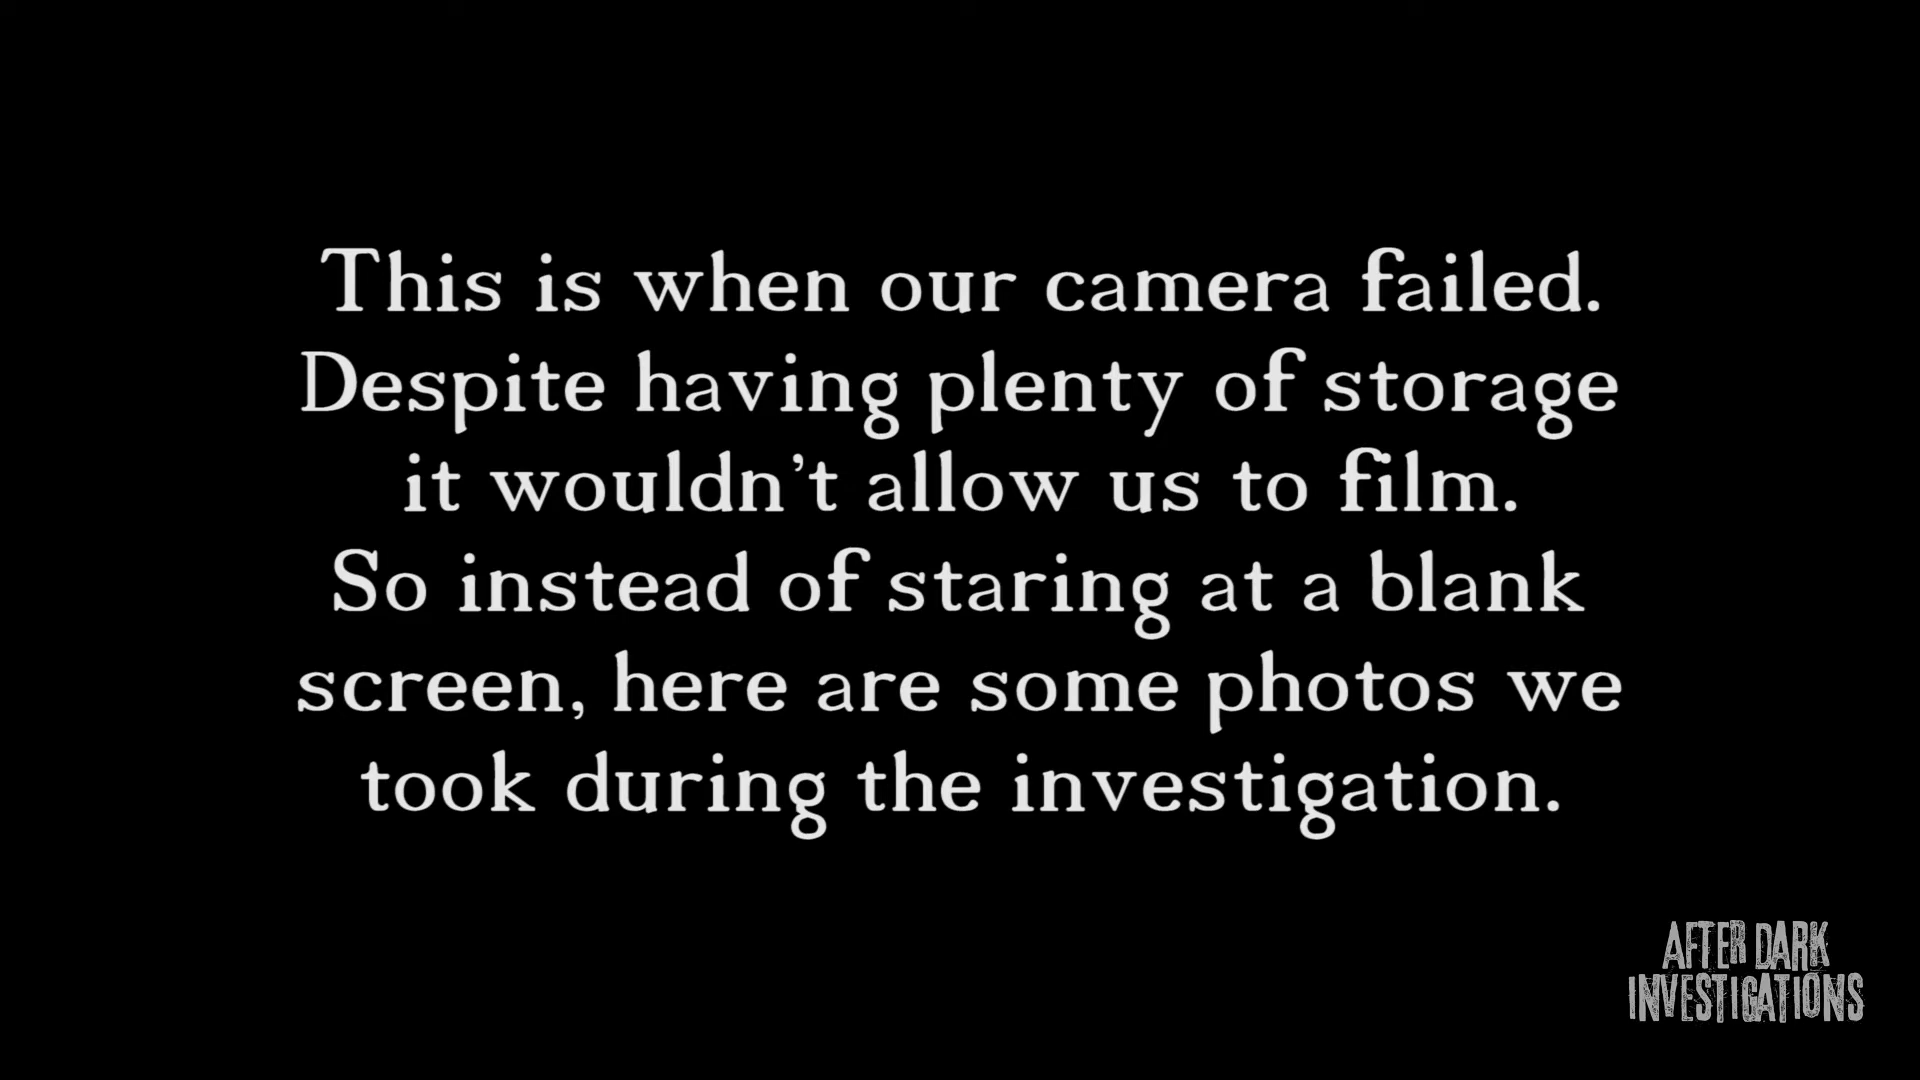 This is when our camera failed.
Despite having plenty of storage
it wouldn't allow us to film.
So instead of staring at a blank
screen, here are some photos we
took during the investigation.
AFTER DARK
INVESTIGATIONS